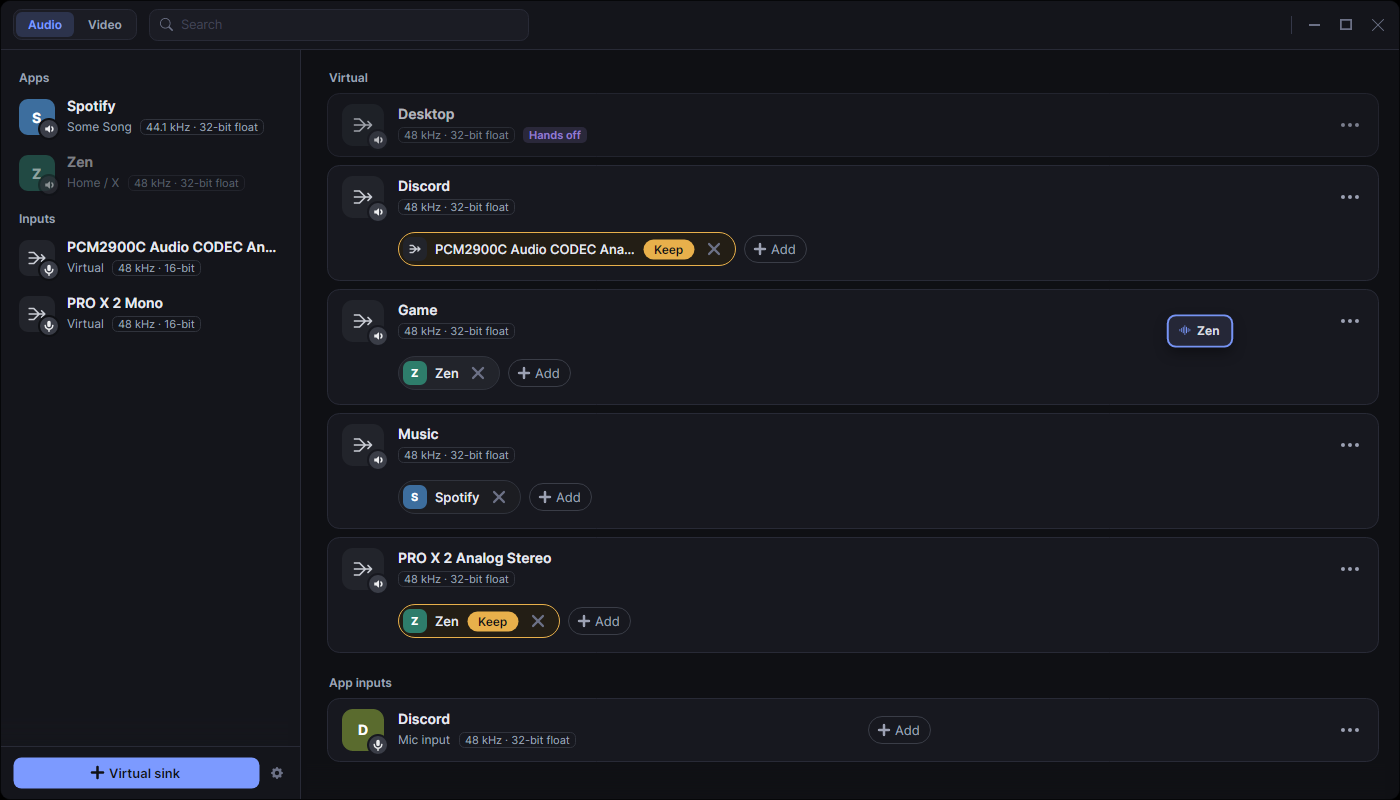 Audio Video Search
Apps
S Spotify
Some Song 44.1 kHz · 32-bit float
Z Zen
Home / X 48 kHz · 32-bit float
Inputs
PCM2900C Audio CODEC An...
Virtual 48 kHz · 16-bit
PRO X 2 Mono
Virtual 48 kHz · 16-bit
Virtual sink
Virtual
Desktop
48 kHz · 32-bit float Hands off
Discord
48 kHz · 32-bit float
PCM2900C Audio CODEC Ana... Keep Add
Game
48 kHz · 32-bit float
Zen
Z Zen Add
Music
48 kHz · 32-bit float
S Spotify Add
PRO X 2 Analog Stereo
48 kHz · 32-bit float
Z Zen Keep Add
App inputs
D Discord
Mic input 48 kHz · 32-bit float
Add